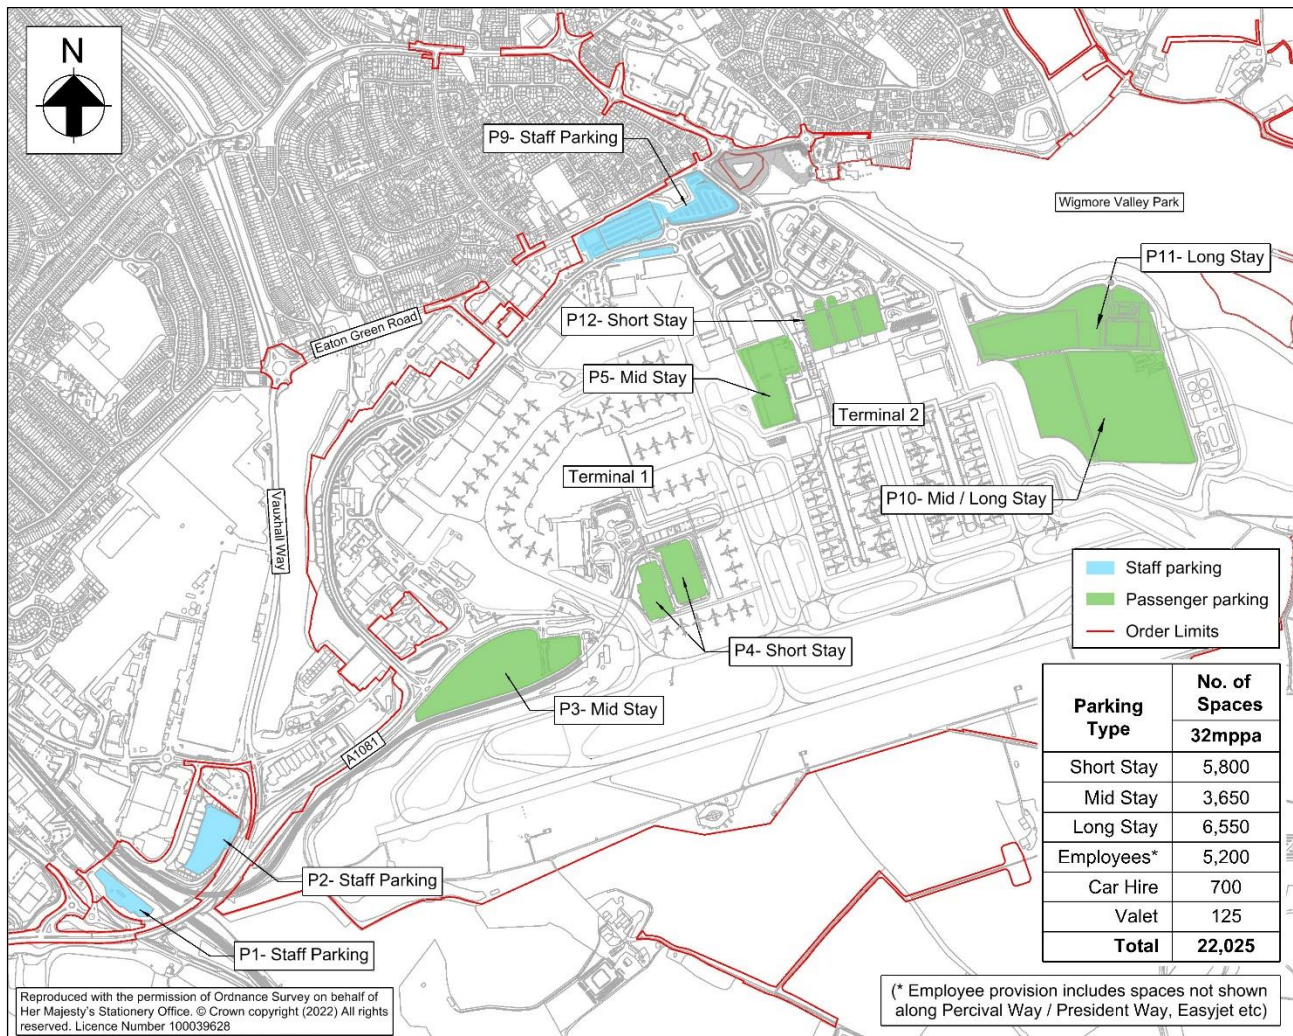 N
P9- Staff Parking
Wigmore Valley Park
P11- Long Stay
P12- Short Stay
Eaton Green Road
P5- Mid Stay
Terminal 2
Terminal 1
P10- Mid / Long Stay
Vauxhall Way
Staff parking
Passenger parking
Order Limits
P4- Short Stay
P3- Mid Stay
A1081
Parking Type
No. of Spaces
32mppa
Short Stay 5,800
Mid Stay 3,650
Long Stay 6,550
Employees* 5,200
Car Hire 700
Valet 125
Total 22,025
P2- Staff Parking
P1- Staff Parking
(* Employee provision includes spaces not shown
along Percival Way / President Way, Easyjet etc)
Reproduced with the permission of Ordnance Survey on behalf of
Her Majesty's Stationery Office. © Crown copyright (2022) All rights
reserved. Licence Number 100039628